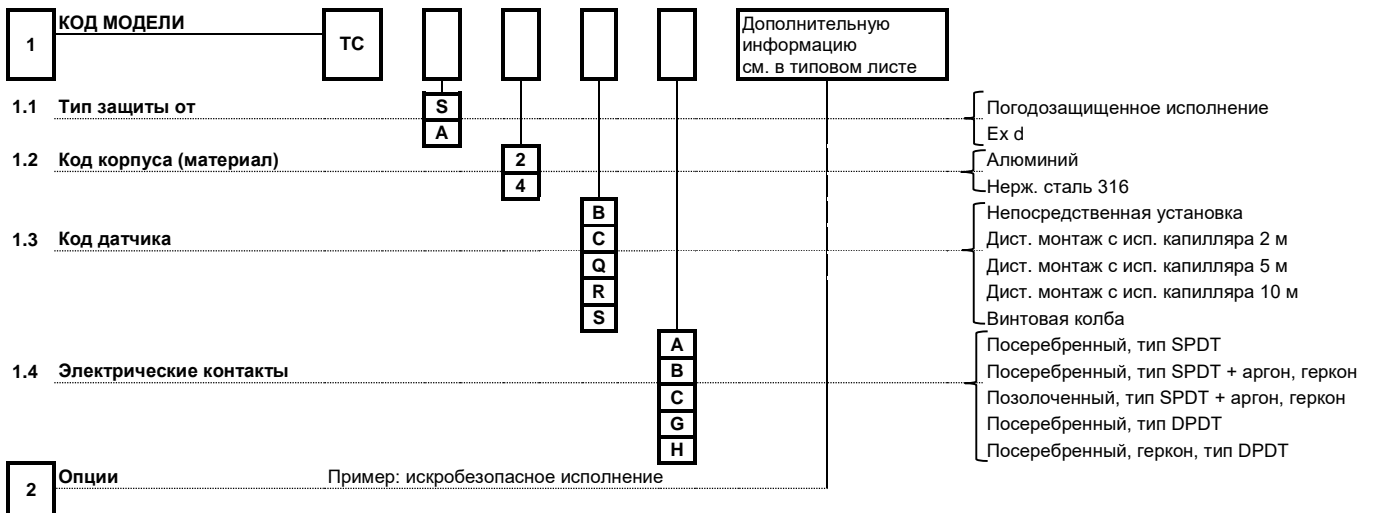 1
КОД МОДЕЛИ
TC
Дополнительную
информацию
см. в типовом листе
1.1 Тип защиты от
S
A
Погодозащищенное исполнение
Ex d
1.2 Код корпуса (материал)
2
4
Алюминий
Нерж. сталь 316
1.3 Код датчика
B
C
Q
R
S
Непосредственная установка
Дист. монтаж с исп. капилляра 2 м
Дист. монтаж с исп. капилляра 5 м
Дист. монтаж с исп. капилляра 10 м
Винтовая колба
1.4 Электрические контакты
A
B
C
G
H
Посеребренный, тип SPDT
Посеребренный, тип SPDT + аргон, геркон
Позолоченный, тип SPDT + аргон, геркон
Посеребренный, тип DPDT
Посеребренный, геркон, тип DPDT
2
Опции Пример: искробезопасное исполнение